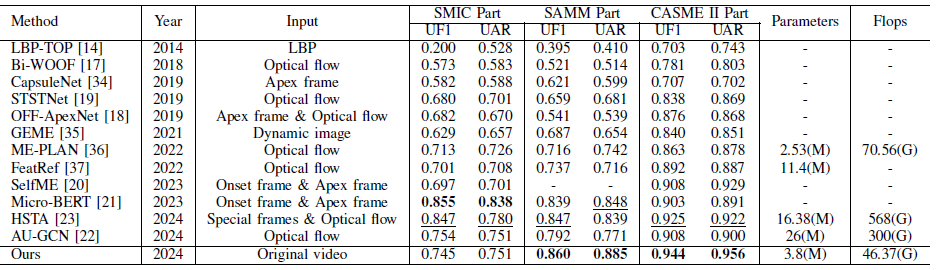 Method Year Input SMIC Part SAMM Part CASME II Part Parameters Flops
UF1 UAR UF1 UAR UF1 UAR
LBP-TOP [14] 2014 LBP 0.200 0.528 0.395 0.410 0.703 0.743 - -
Bi-WOOF [17] 2018 Optical flow 0.573 0.583 0.521 0.514 0.781 0.803 - -
CapsuleNet [34] 2019 Apex frame 0.582 0.588 0.621 0.599 0.707 0.702 - -
STSTNet [19] 2019 Optical flow 0.680 0.701 0.659 0.681 0.838 0.869 - -
OFF-ApexNet [18] 2019 Apex frame & Optical flow 0.682 0.670 0.541 0.539 0.876 0.868 - -
GEME [35] 2021 Dynamic image 0.629 0.657 0.687 0.654 0.840 0.851 - -
ME-PLAN [36] 2022 Optical flow 0.713 0.726 0.716 0.742 0.863 0.878 2.53(M) 70.56(G)
FeatRef [37] 2022 Optical flow 0.701 0.708 0.737 0.716 0.892 0.887 11.4(M) -
SelfME [20] 2023 Onset frame & Apex frame 0.697 0.701 - - 0.908 0.929 - -
Micro-BERT [21] 2023 Onset frame & Apex frame 0.855 0.838 0.839 0.848 0.903 0.891 - -
HSTA [23] 2024 Special frames & Optical flow 0.847 0.780 0.847 0.839 0.925 0.922 16.38(M) 568(G)
AU-GCN [22] 2024 Optical flow 0.754 0.751 0.792 0.771 0.908 0.900 26(M) 300(G)
Ours 2024 Original video 0.745 0.751 0.860 0.885 0.944 0.956 3.8(M) 46.37(G)